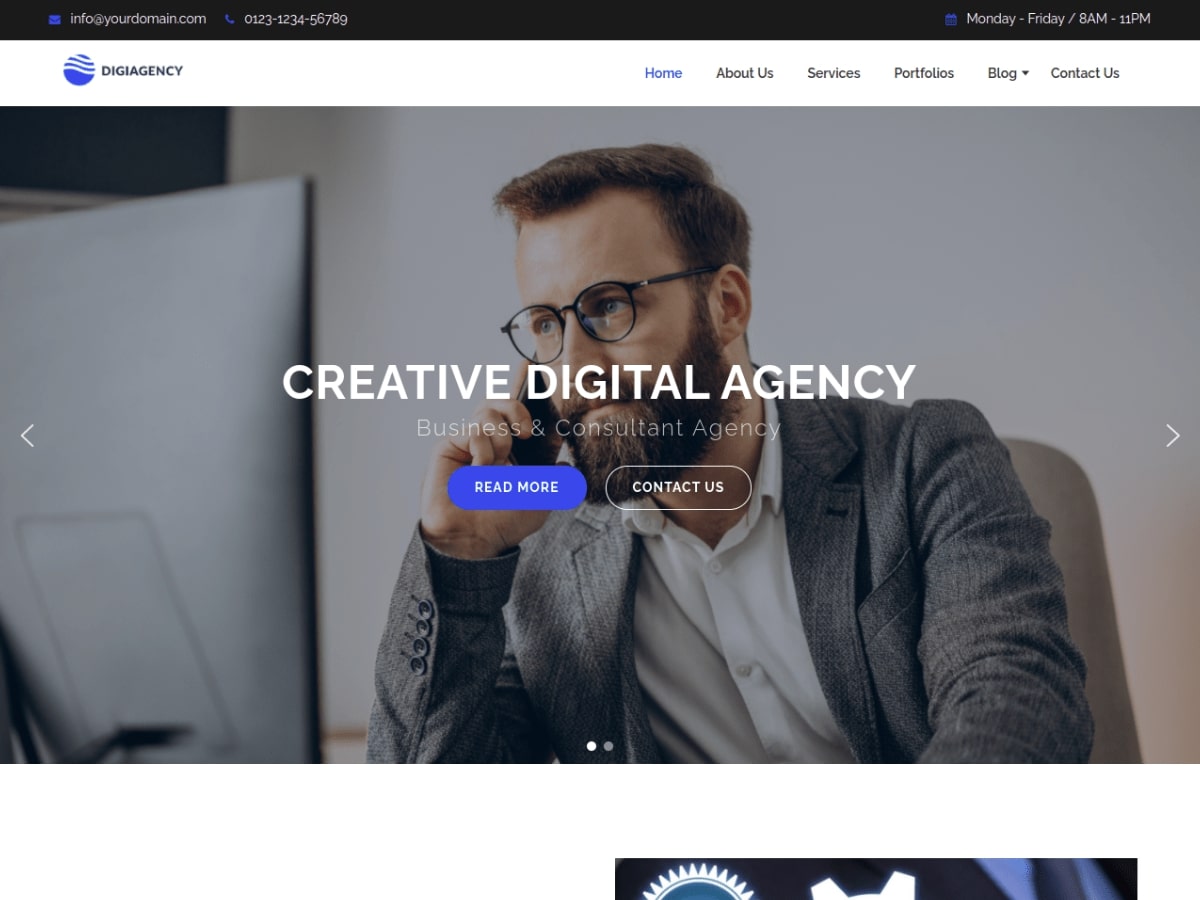 info@yourdomain.com 0123-1234-56789 Monday - Friday / 8AM - 11PM
DIGIAGENCY Home About Us Services Portfolios Blog Contact Us
CREATIVE DIGITAL AGENCY
Business & Consultant Agency
READ MORE CONTACT US